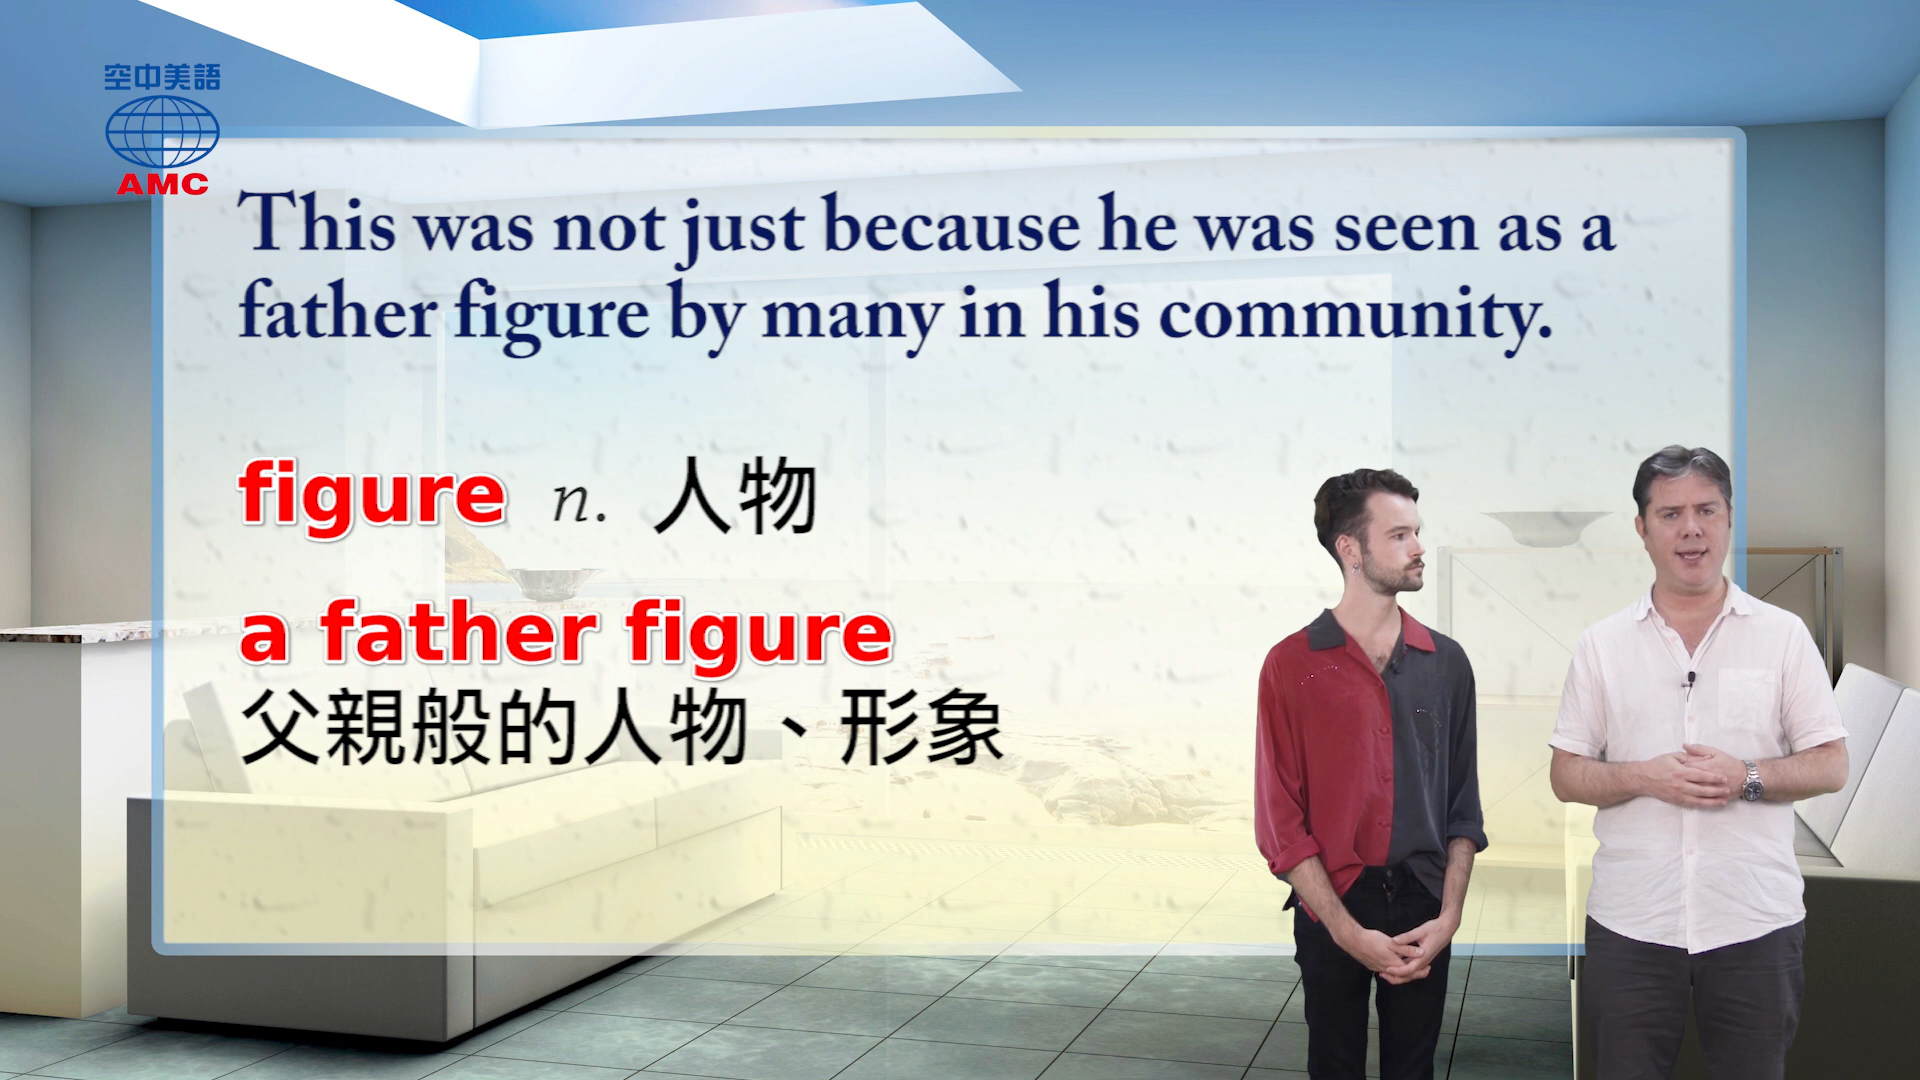 空中美語
AMC
This was not just because he was seen as a
father figure by many in his community.
figure n. 人物
a father figure
父親般的人物、形象